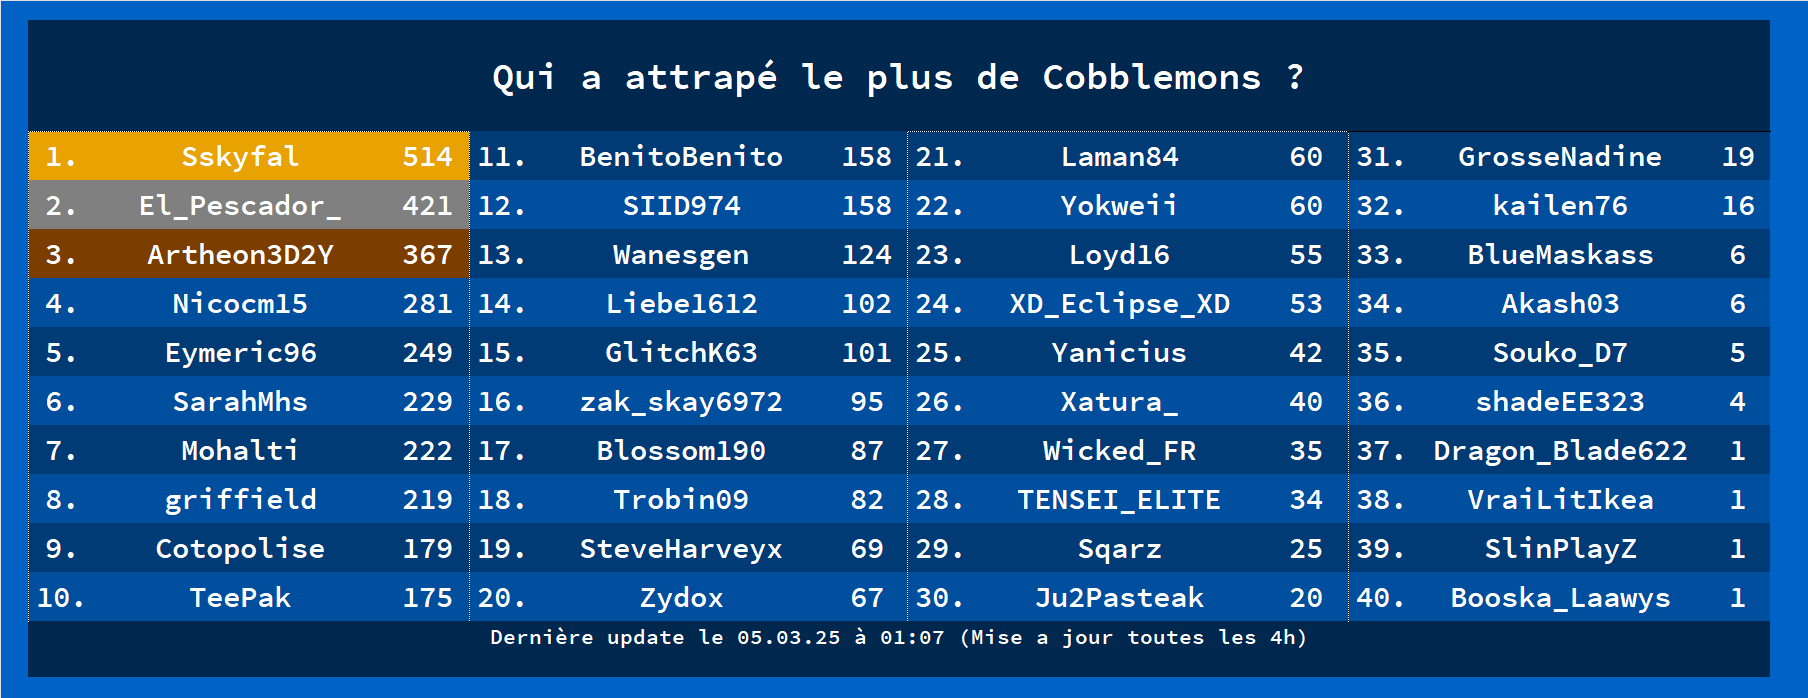 Qui a attrapé le plus de Cobblemons ?
1. Sskyfal 514 11. BenitoBenito 158 21. Laman84 60 31. GrosseNadine 19
2. El_Pescador_ 421 12. SIID974 158 22. Yokweii 60 32. kailen76 16
3. Artheon3D2Y 367 13. Wanesgen 124 23. Loyd16 55 33. BlueMaskass 6
4. Nicocm15 281 14. Liebe1612 102 24. XD_Eclipse_XD 53 34. Akash03 6
5. Eymeric96 249 15. GlitchK63 101 25. Yanicius 42 35. Souko_D7 5
6. SarahMhs 229 16. zak_skay6972 95 26. Xatura_ 40 36. shadeEE323 4
7. Mohalti 222 17. Blossom190 87 27. Wicked_FR 35 37. Dragon_Blade622 1
8. griffield 219 18. Trobin09 82 28. TENSEI_ELITE 34 38. VraiLitIkea 1
9. Cotopolise 179 19. SteveHarveyx 69 29. Sqarz 25 39. SlinPlayZ 1
10. TeePak 175 20. Zydox 67 30. Ju2Pasteak 20 40. Booska_Laawys 1
Dernière update le 05.03.25 à 01:07 (Mise a jour toutes les 4h)